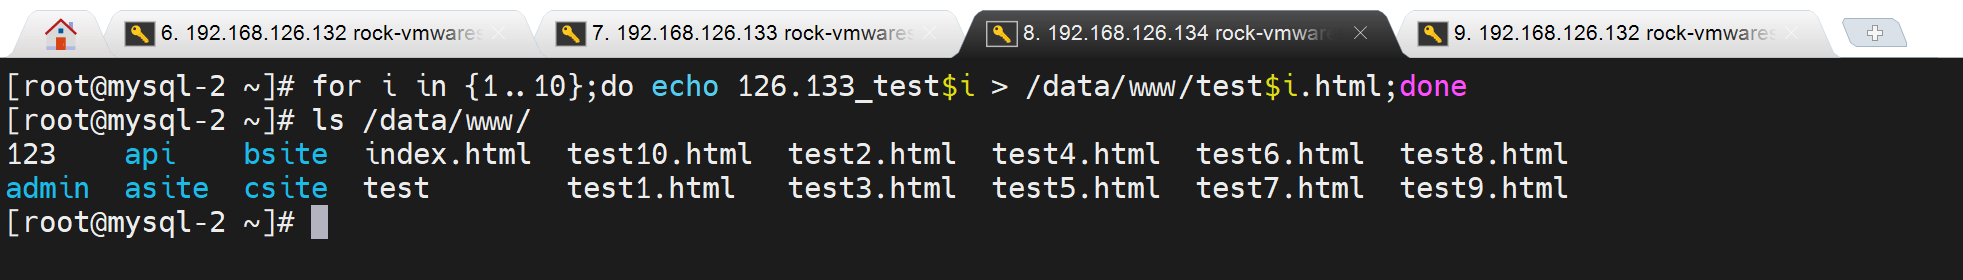 6. 192.168.126.132 rock-vmwares
7. 192.168.126.133 rock-vmwares
8. 192.168.126.134 rock-vmware
9. 192.168.126.132 rock-vmwares
[root@mysql-2 ~]# for i in {1..10};do echo 126.133_test$i > /data/www/test$i.html;done
[root@mysql-2 ~]# ls /data/www/
123 api bsite index.html test10.html test2.html test4.html test6.html test8.html
admin asite csite test test1.html test3.html test5.html test7.html test9.html
[root@mysql-2 ~]#